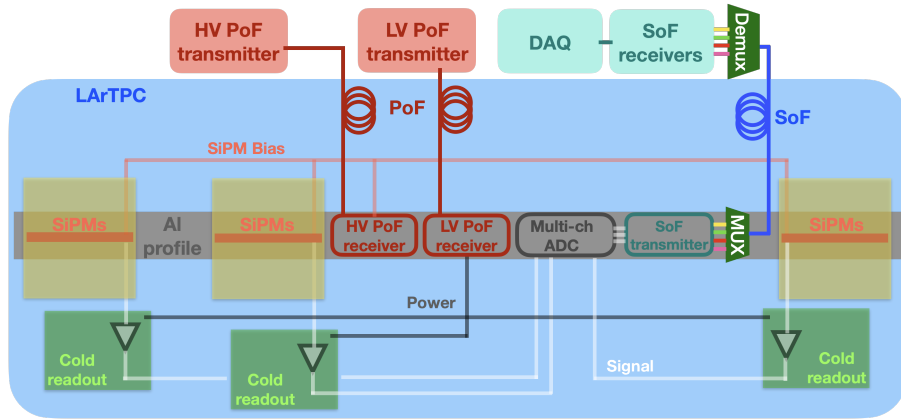 HV PoF
transmitter
LV PoF
transmitter
DAQ
SoF
receivers
Demux
LArTPC
PoF
SoF
SiPM Bias
SiPMs
Al
profile
SiPMs
HV PoF
receiver
LV PoF
receiver
Multi-ch
ADC
SoF
transmitter
MUX
SiPMs
Power
Cold
readout
Cold
readout
Signal
Cold
readout